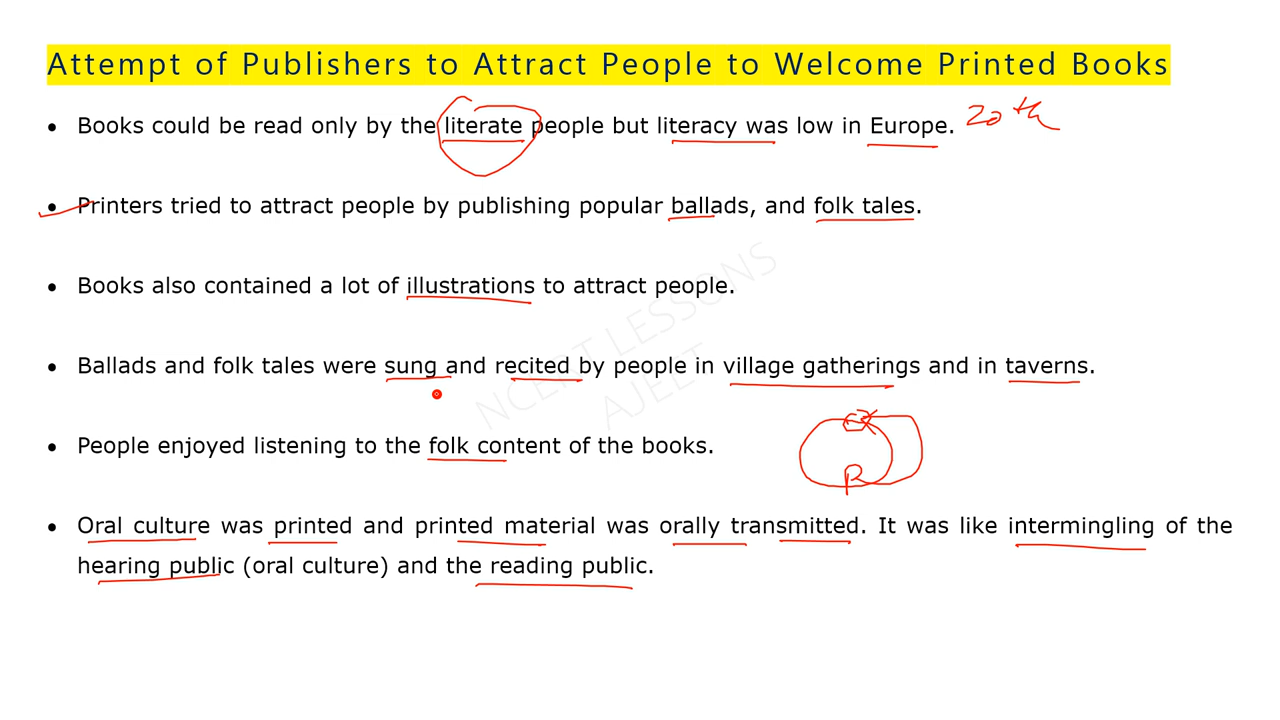 Attempt of Publishers to Attract People to Welcome Printed Books
• Books could be read only by the literate people but literacy was low in Europe. 20th
• Printers tried to attract people by publishing popular ballads, and folk tales.
• Books also contained a lot of illustrations to attract people.
• Ballads and folk tales were sung and recited by people in village gatherings and in taverns.
• People enjoyed listening to the folk content of the books.
• Oral culture was printed and printed material was orally transmitted. It was like intermingling of the
hearing public (oral culture) and the reading public.
NCERT LESSONS
AJEET
R